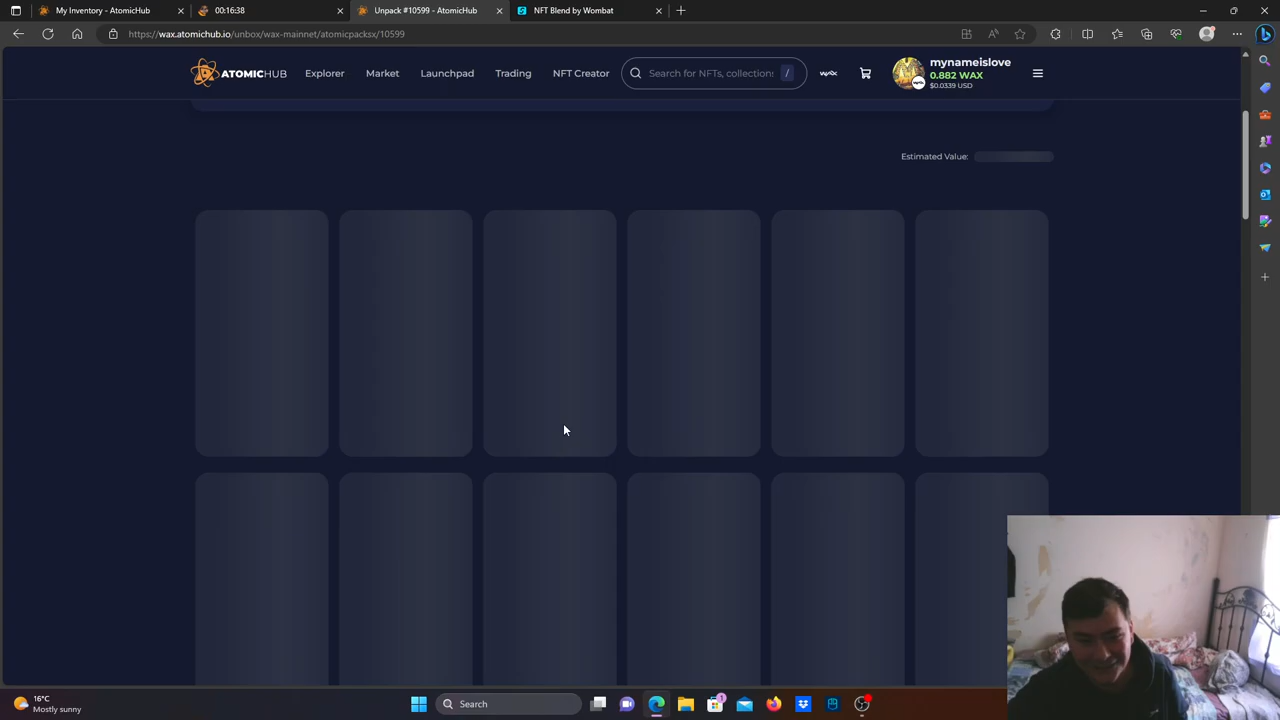 My Inventory - AtomicHub
00:16:38
Unpack #10599 - AtomicHub
NFT Blend by Wombat
https://wax.atomichub.io/unbox/wax-mainnet/atomicpacksx/10599
ATOMICHUB
Explorer
Market
Launchpad
Trading
NFT Creator
Search for NFTs, collections
/
mynameislove
0.882 WAX
$0.0339 USD
Estimated Value:
16°C
Mostly sunny
Search
1